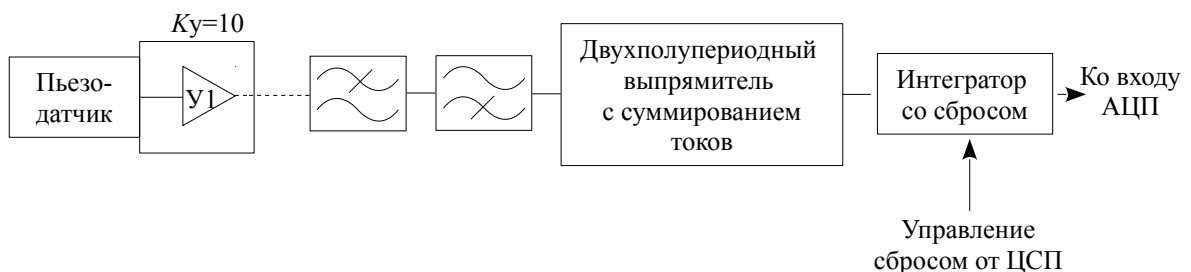 Kу=10
Пьезо-
датчик
У1
Двухполупериодный
выпрямитель
с суммированием
токов
Интегратор
со сбросом
Ко входу
АЦП
Управление
сбросом от ЦСП